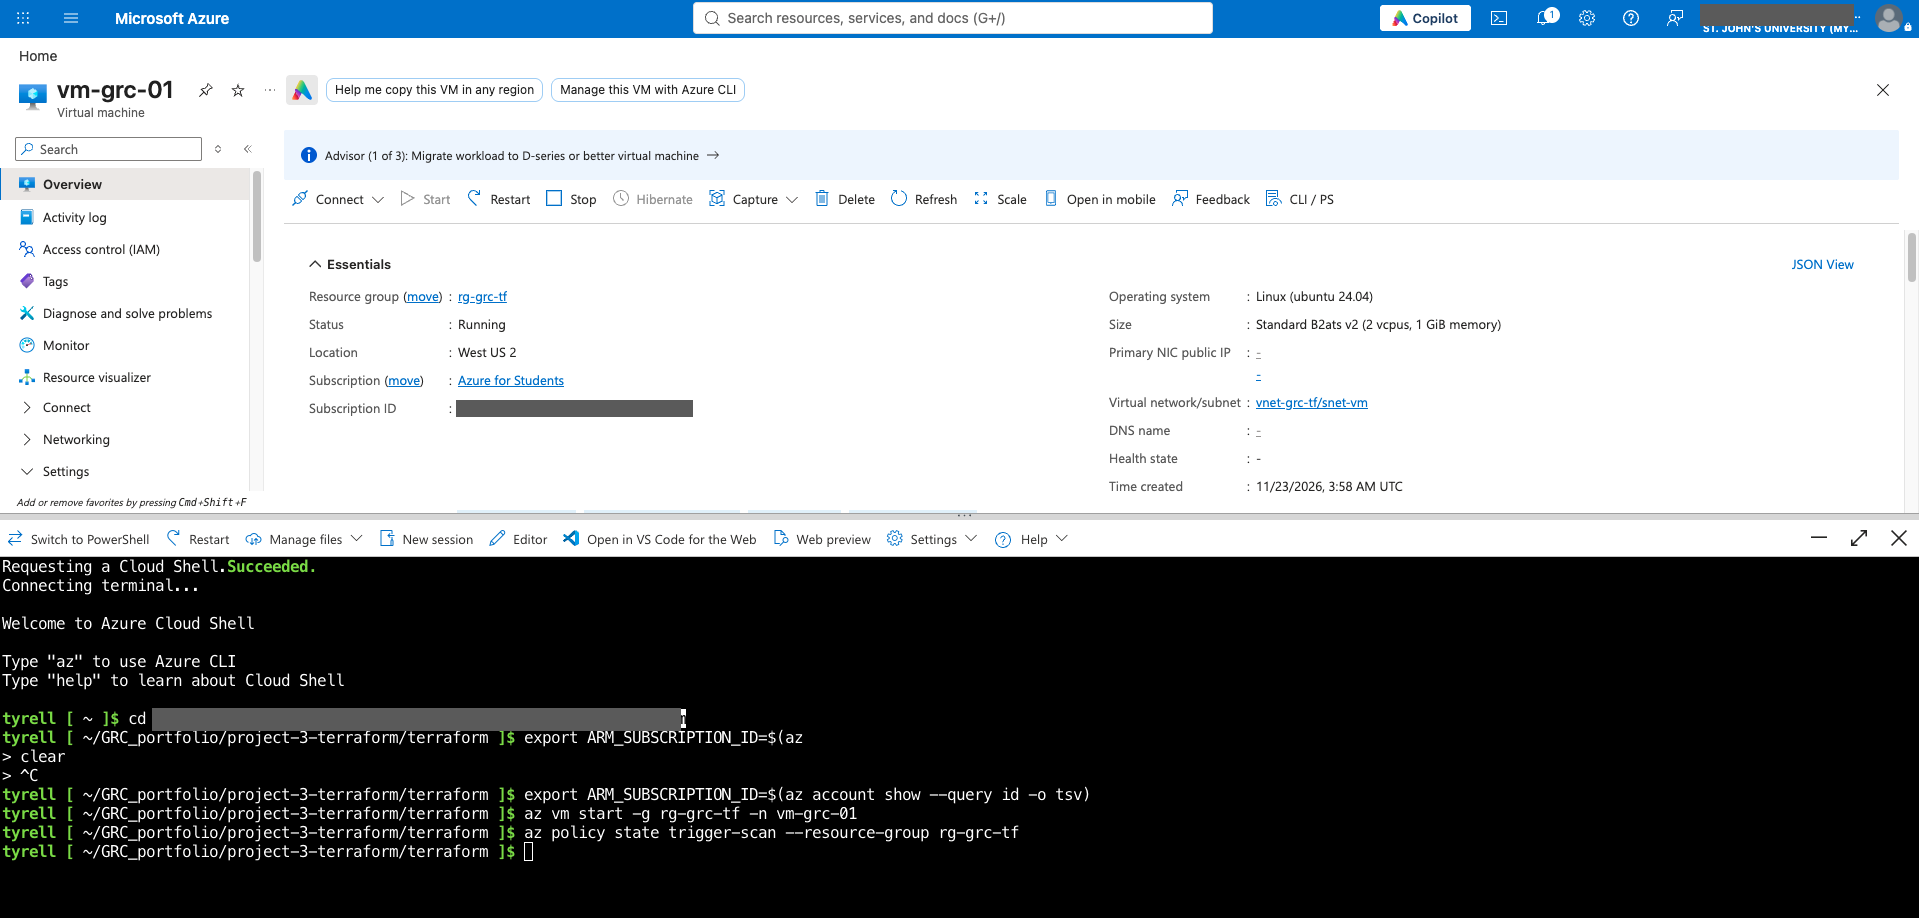 Microsoft Azure
Search resources, services, and docs (G+/)
Copilot
1
ST. JOHN'S UNIVERSITY (MY...
Home
vm-grc-01
Virtual machine
Help me copy this VM in any region
Manage this VM with Azure CLI
Search
Advisor (1 of 3): Migrate workload to D-series or better virtual machine →
Connect
Start
Restart
Stop
Hibernate
Capture
Delete
Refresh
Scale
Open in mobile
Feedback
CLI / PS
Overview
Activity log
Access control (IAM)
Tags
Diagnose and solve problems
Monitor
Resource visualizer
Connect
Networking
Settings
Add or remove favorites by pressing Cmd+Shift+F
Essentials
JSON View
Resource group (move) : rg-grc-tf
Status : Running
Location : West US 2
Subscription (move) : Azure for Students
Subscription ID :
Operating system : Linux (ubuntu 24.04)
Size : Standard B2ats v2 (2 vcpus, 1 GiB memory)
Primary NIC public IP : -
-
Virtual network/subnet : vnet-grc-tf/snet-vm
DNS name : -
Health state : -
Time created : 11/23/2026, 3:58 AM UTC
Switch to PowerShell
Restart
Manage files
New session
Editor
Open in VS Code for the Web
Web preview
Settings
Help
Requesting a Cloud Shell.Succeeded.
Connecting terminal...
Welcome to Azure Cloud Shell
Type "az" to use Azure CLI
Type "help" to learn about Cloud Shell
tyrell [ ~ ]$ cd
tyrell [ ~/GRC_portfolio/project-3-terraform/terraform ]$ export ARM_SUBSCRIPTION_ID=$(az
> clear
> ^C
tyrell [ ~/GRC_portfolio/project-3-terraform/terraform ]$ export ARM_SUBSCRIPTION_ID=$(az account show --query id -o tsv)
tyrell [ ~/GRC_portfolio/project-3-terraform/terraform ]$ az vm start -g rg-grc-tf -n vm-grc-01
tyrell [ ~/GRC_portfolio/project-3-terraform/terraform ]$ az policy state trigger-scan --resource-group rg-grc-tf
tyrell [ ~/GRC_portfolio/project-3-terraform/terraform ]$